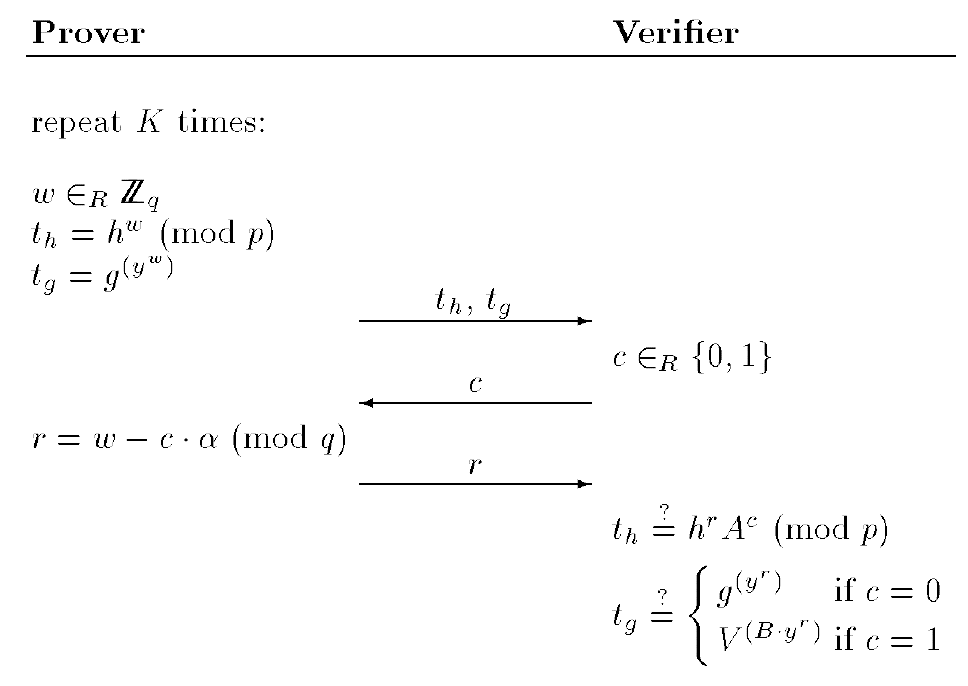 Prover Verifier
repeat K times:
w ∈_R ℤ_q
t_h = h^w (mod p)
t_g = g^(y^w)
t_h, t_g
c ∈_R {0, 1}
c
r = w − c · α (mod q)
r
t_h ≟ h^r A^c (mod p)
t_g ≟ { g^(y^r) if c = 0
V^(B·y^r) if c = 1